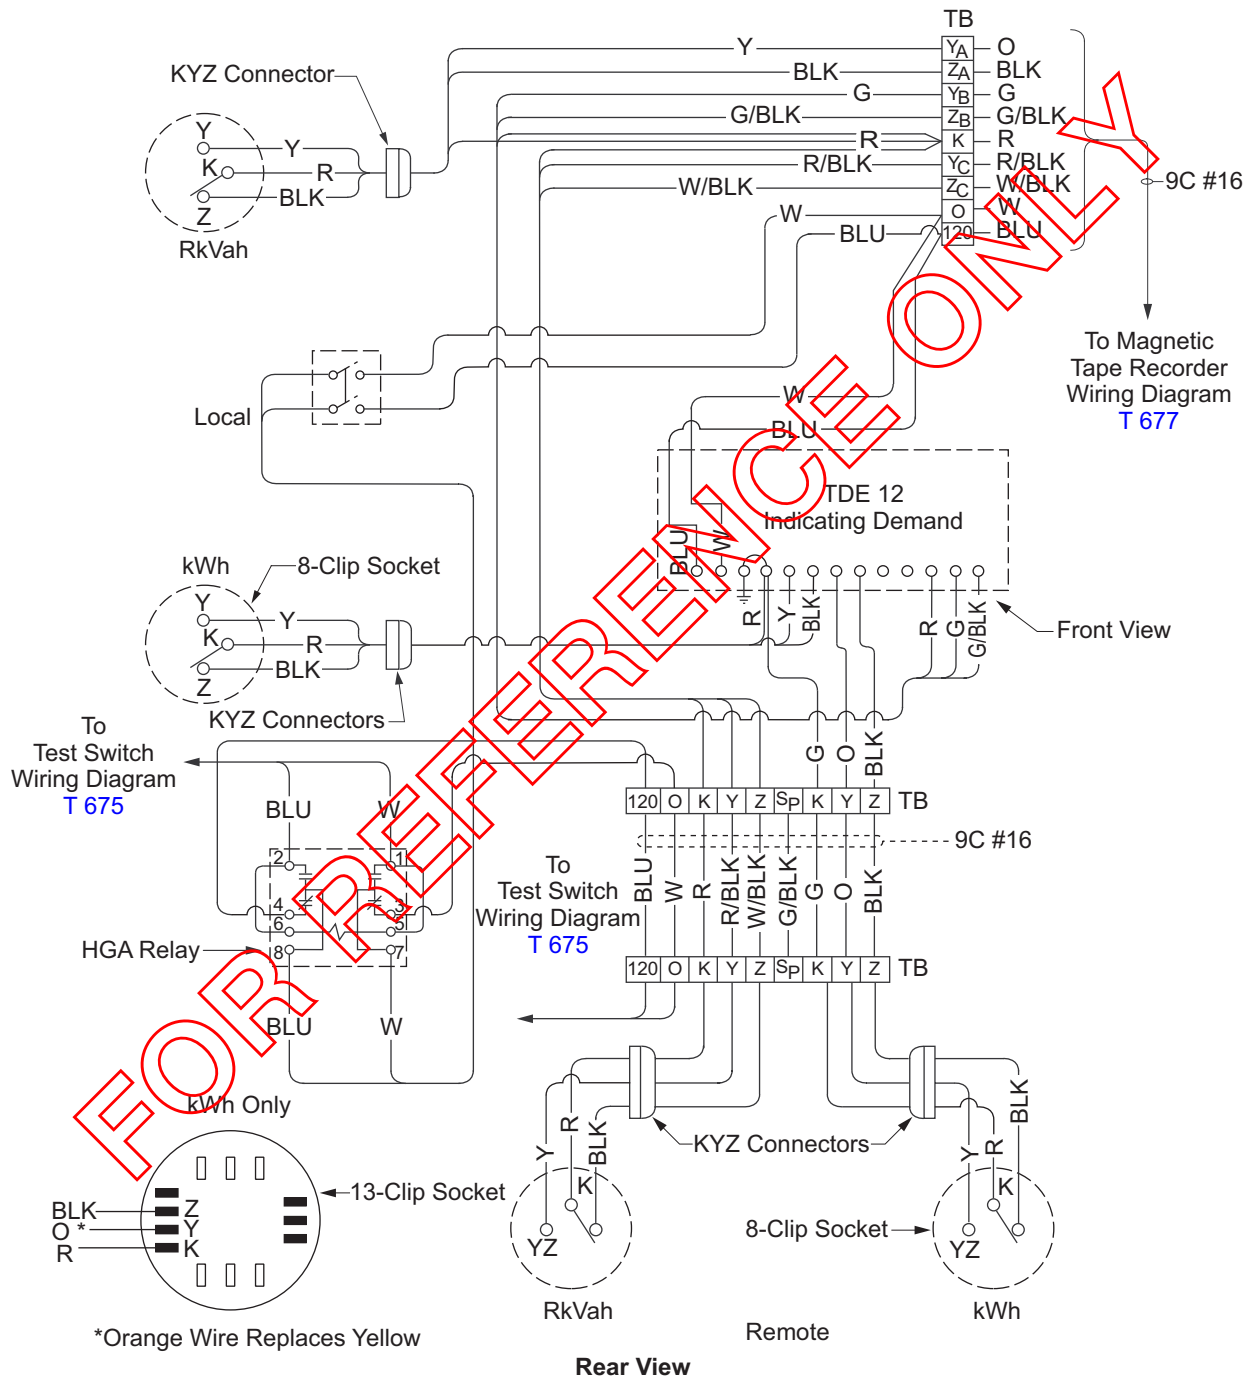 TB
Y
YA
O
KYZ Connector
BLK
ZA
BLK
G
YB
G
G/BLK
ZB
G/BLK
Y
Y
R
K
R
K
R
R/BLK
YC
R/BLK
9C #16
Z
BLK
W/BLK
ZC
W/BLK
RkVah
W
O
W
BLU
120
BLU
To Magnetic
Tape Recorder
Wiring Diagram
T 677
Local
W
BLU
TDE 12
Indicating Demand
BLU
W
kWh
8-Clip Socket
Y
Y
K
R
Z
BLK
R
Y
BLK
R
G
G/BLK
Front View
KYZ Connectors
To
Test Switch
Wiring Diagram
T 675
G
O
BLK
BLU
W
120 O K Y Z SP K Y Z
TB
9C #16
2
1
4
3
6
5
8
7
HGA Relay
To
Test Switch
Wiring Diagram
T 675
BLU
W
R
R/BLK
W/BLK
G/BLK
G
O
BLK
120 O K Y Z SP K Y Z
TB
BLU
W
kWh Only
KYZ Connectors
Y
R
BLK
Y
R
BLK
13-Clip Socket
BLK
Z
O *
Y
R
K
K
YZ
8-Clip Socket
K
YZ
RkVah
kWh
*Orange Wire Replaces Yellow
Remote
Rear View
FOR REFERENCE ONLY